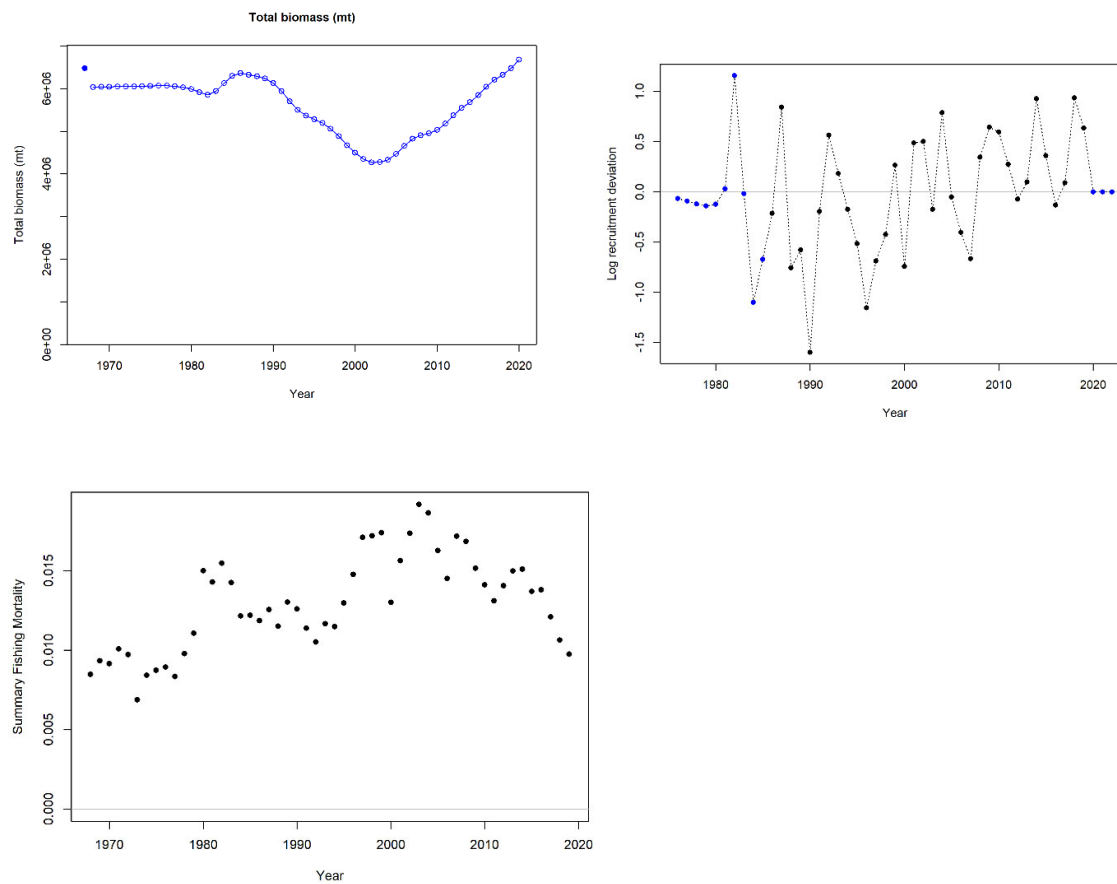 Total biomass (mt)
Total biomass (mt)
6e+06
4e+06
2e+06
0e+00
1970 1980 1990 2000 2010 2020
Year
Log recruitment deviation
1.0
0.5
0.0
-0.5
-1.0
-1.5
1980 1990 2000 2010 2020
Year
Summary Fishing Mortality
0.015
0.010
0.005
0.000
1970 1980 1990 2000 2010 2020
Year